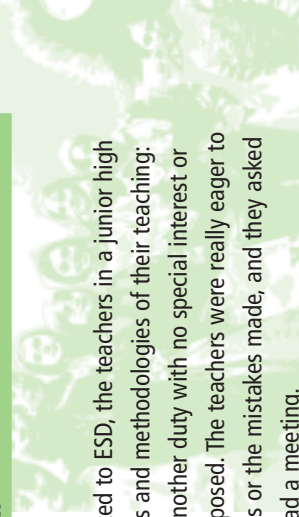 ed to ESD, the teachers in a junior high
s and methodologies of their teaching:
nother duty with no special interest or
posed. The teachers were really eager to
s or the mistakes made, and they asked
ad a meeting.